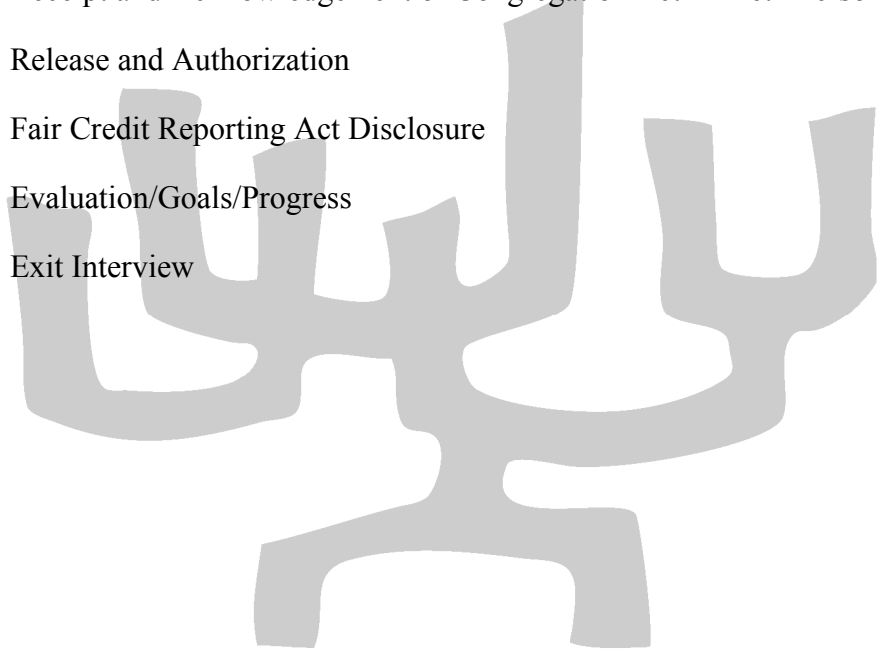 Release and Authorization
Fair Credit Reporting Act Disclosure
Evaluation/Goals/Progress
Exit Interview